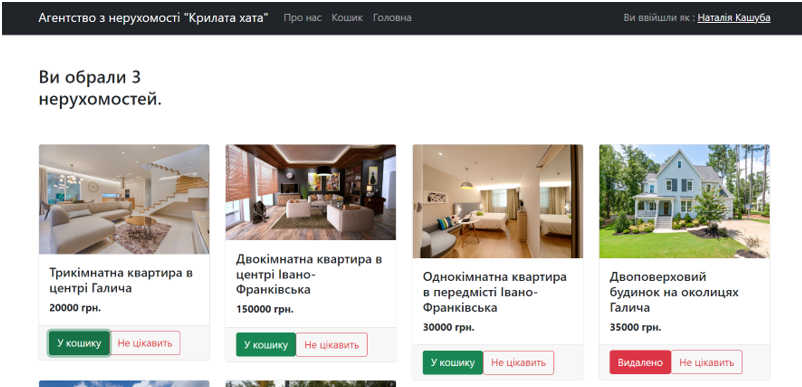 Агентство з нерухомості "Крилата хата" Про нас Кошик Головна Ви ввійшли як : Наталія Кашуба
Ви обрали 3
нерухомостей.
Трикімнатна квартира в
центрі Галича
20000 грн.
У кошику Не цікавить
Двокімнатна квартира в
центрі Івано-
Франківська
150000 грн.
У кошику Не цікавить
Однокімнатна квартира
в передмісті Івано-
Франківська
30000 грн.
У кошику Не цікавить
Двоповерховий
будинок на околицях
Галича
35000 грн.
Видалено Не цікавить